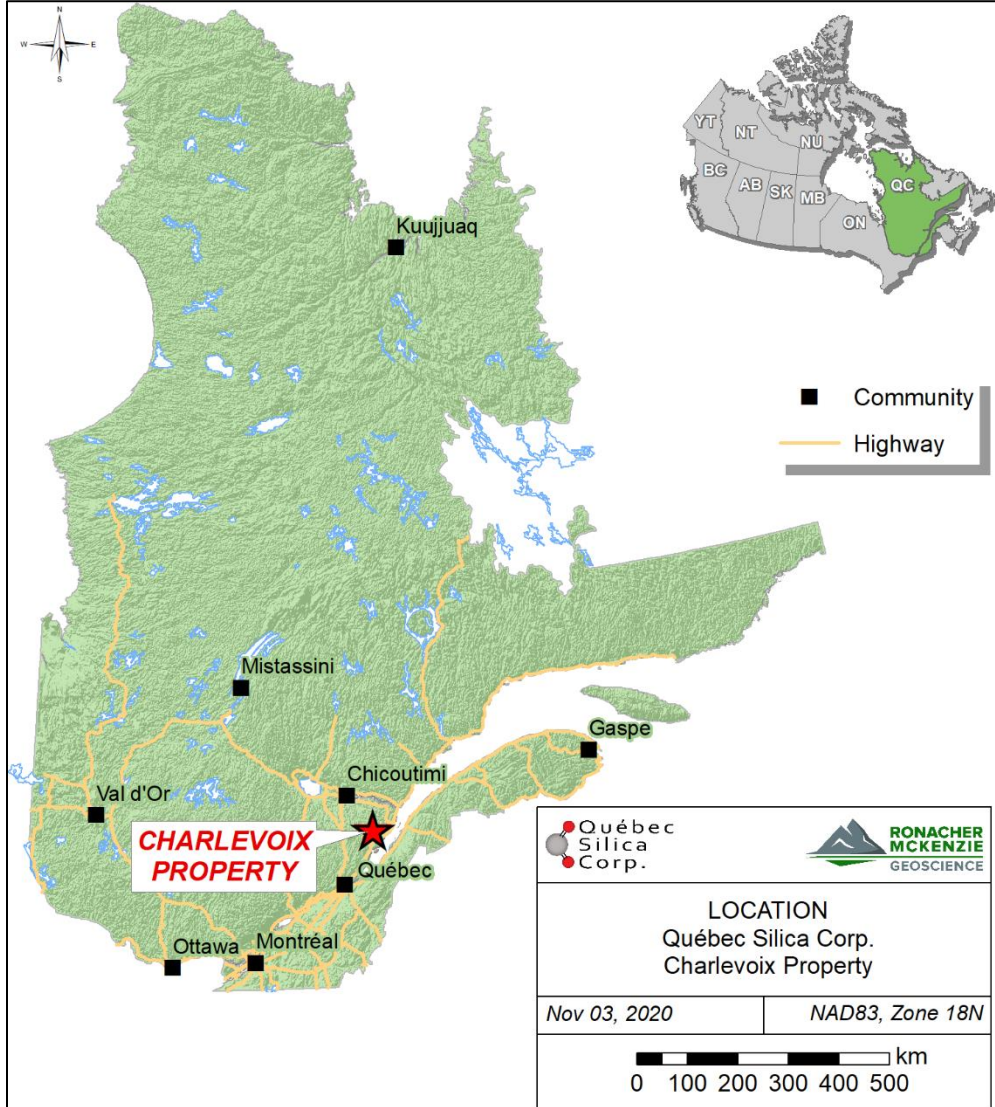 N
W E
S
YT
NT
NU
BC
AB
SK
MB
ON
QC
Kuujjuaq
Community
Highway
Mistassini
Gaspe
Chicoutimi
Val d'Or
CHARLEVOIX
PROPERTY
Québec
Ottawa
Montréal
Québec
Silica
Corp.
RONACHER
MCKENZIE
GEOSCIENCE
LOCATION
Québec Silica Corp.
Charlevoix Property
Nov 03, 2020
NAD83, Zone 18N
km
0 100 200 300 400 500